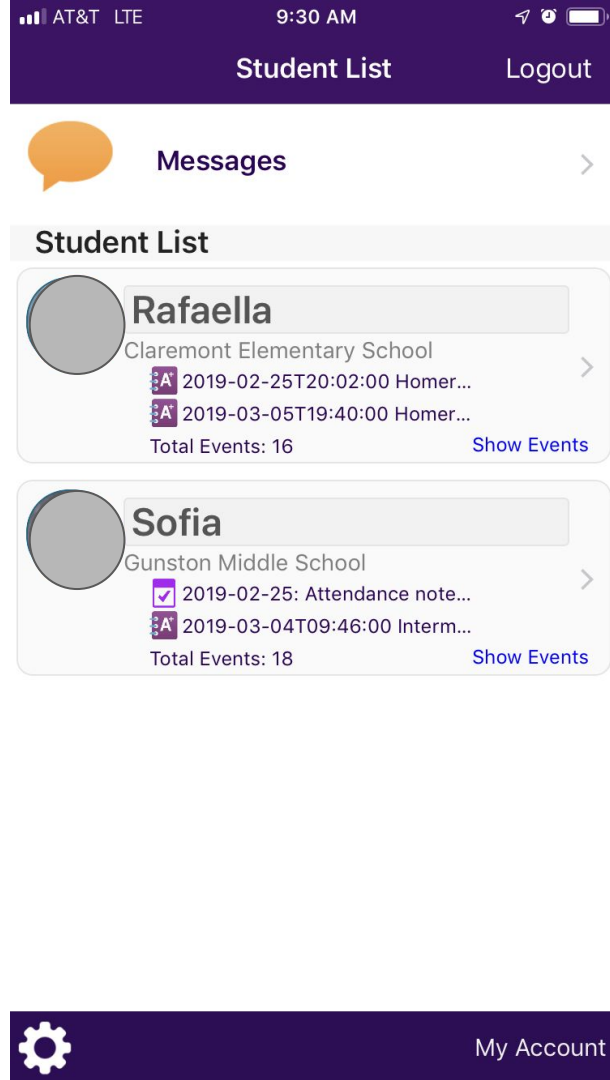 AT&T LTE 9:30 AM
Student List Logout
Messages
Student List
Rafaella
Claremont Elementary School
A+ 2019-02-25T20:02:00 Homer...
A+ 2019-03-05T19:40:00 Homer...
Total Events: 16 Show Events
Sofia
Gunston Middle School
2019-02-25: Attendance note...
A+ 2019-03-04T09:46:00 Interm...
Total Events: 18 Show Events
My Account